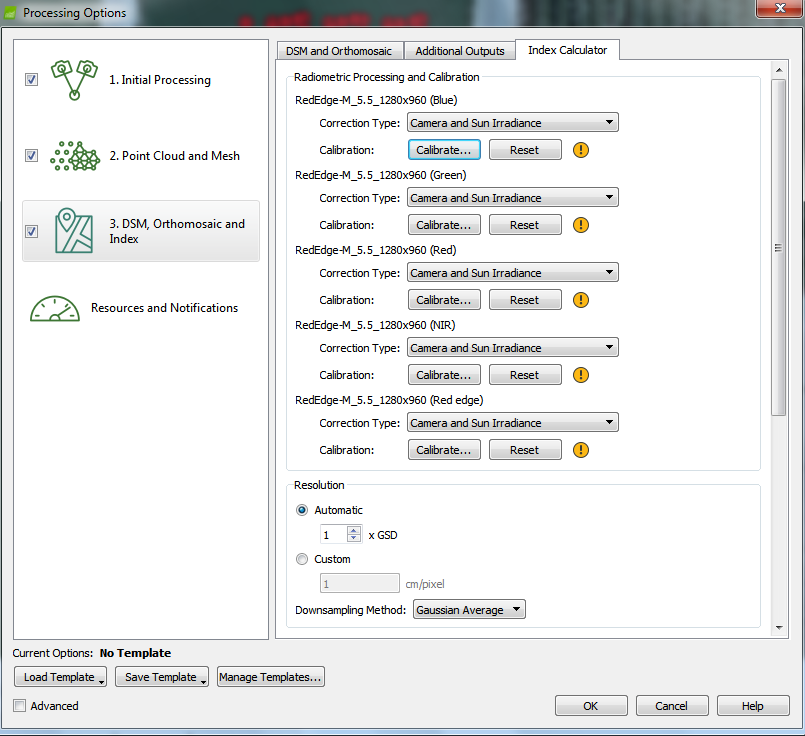 Processing Options
1. Initial Processing
2. Point Cloud and Mesh
3. DSM, Orthomosaic and
Index
Resources and Notifications
DSM and Orthomosaic Additional Outputs Index Calculator
Radiometric Processing and Calibration
RedEdge-M_5.5_1280x960 (Blue)
Correction Type: Camera and Sun Irradiance
Calibration: Calibrate... Reset
RedEdge-M_5.5_1280x960 (Green)
Correction Type: Camera and Sun Irradiance
Calibration: Calibrate... Reset
RedEdge-M_5.5_1280x960 (Red)
Correction Type: Camera and Sun Irradiance
Calibration: Calibrate... Reset
RedEdge-M_5.5_1280x960 (NIR)
Correction Type: Camera and Sun Irradiance
Calibration: Calibrate... Reset
RedEdge-M_5.5_1280x960 (Red edge)
Correction Type: Camera and Sun Irradiance
Calibration: Calibrate... Reset
Resolution
Automatic
1 x GSD
Custom
1 cm/pixel
Downsampling Method: Gaussian Average
Current Options: No Template
Load Template Save Template Manage Templates...
Advanced
OK Cancel Help